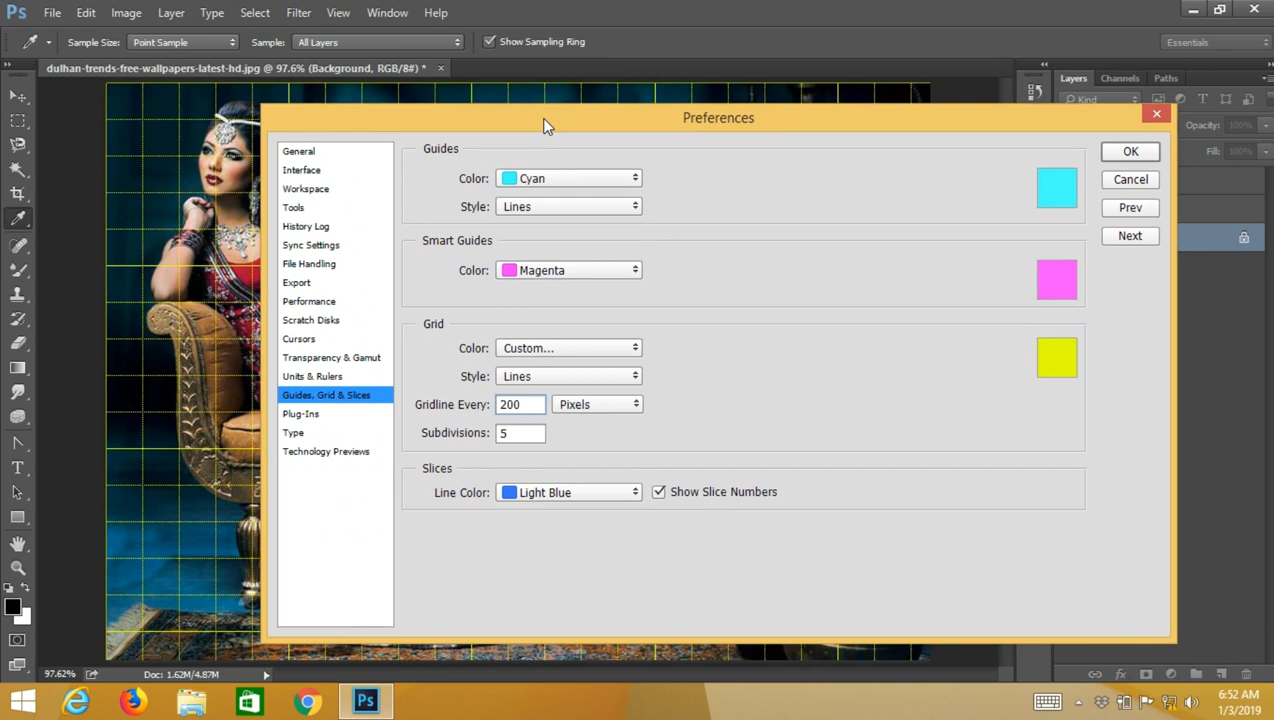 Ps File Edit Image Layer Type Select Filter View Window Help
Sample Size: Point Sample Sample: All Layers Show Sampling Ring Essentials
dulhan-trends-free-wallpapers-latest-hd.jpg @ 97.6% (Background, RGB/8#) * ×
Layers Channels Paths
Kind
Opacity: 100%
Fill: 100%
Preferences
General
Interface
Workspace
Tools
History Log
Sync Settings
File Handling
Export
Performance
Scratch Disks
Cursors
Transparency & Gamut
Units & Rulers
Guides, Grid & Slices
Plug-Ins
Type
Technology Previews
Guides
Color: Cyan
Style: Lines
Smart Guides
Color: Magenta
Grid
Color: Custom...
Style: Lines
Gridline Every: 200 Pixels
Subdivisions: 5
Slices
Line Color: Light Blue Show Slice Numbers
OK
Cancel
Prev
Next
97.62% Doc: 1.62M/4.87M
Ps
6:52 AM
1/3/2019